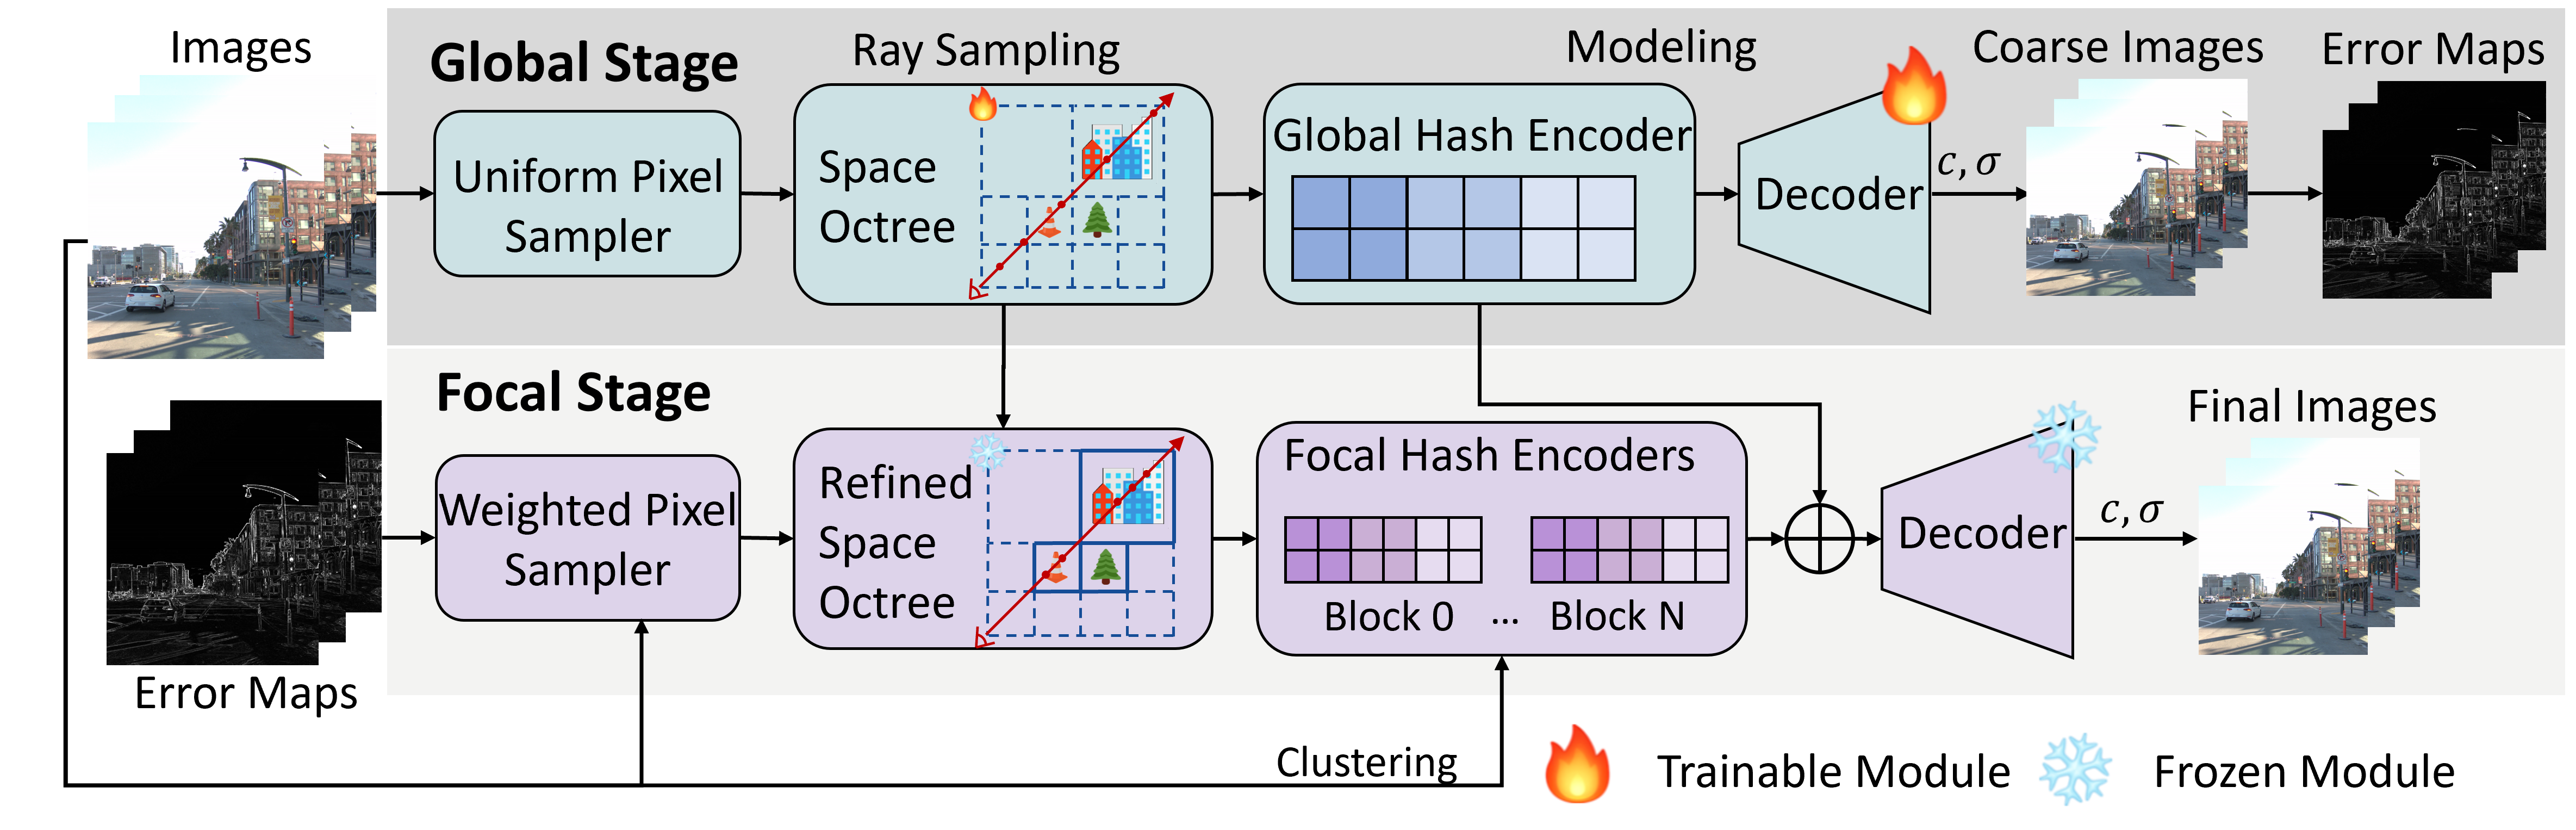 Images
Global Stage
Ray Sampling
Modeling
Coarse Images
Error Maps
Uniform Pixel
Sampler
Space
Octree
Global Hash Encoder
Decoder
c, σ
Focal Stage
Final Images
Weighted Pixel
Sampler
Refined
Space
Octree
Focal Hash Encoders
Block 0 ... Block N
Decoder
c, σ
Error Maps
Clustering
Trainable Module
Frozen Module